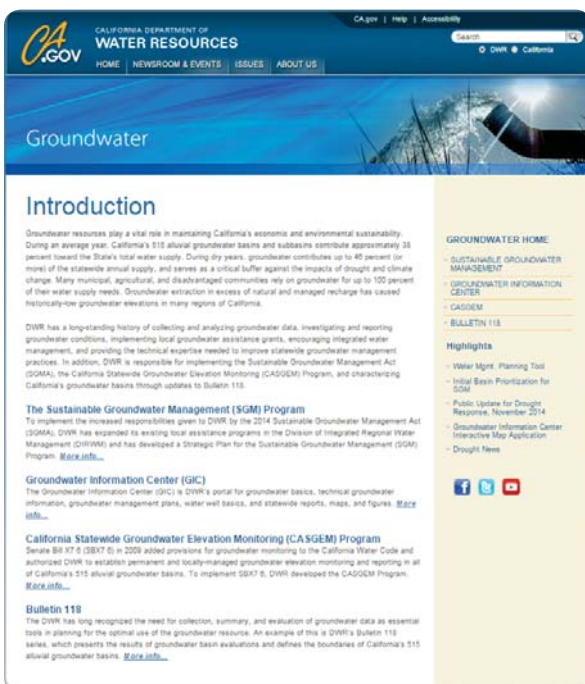 CA.gov | Help | Accessibility
CA.GOV
CALIFORNIA DEPARTMENT OF
WATER RESOURCES
Search
DWR California
HOME NEWSROOM & EVENTS ISSUES ABOUT US
Groundwater
Introduction
Groundwater resources play a vital role in maintaining California's economic and environmental sustainability.
During an average year, California's 515 alluvial groundwater basins and subbasins contribute approximately 38
percent toward the State's total water supply. During dry years, groundwater contributes up to 46 percent (or
more) of the statewide annual supply, and serves as a critical buffer against the impacts of drought and climate
change. Many municipal, agricultural, and disadvantaged communities rely on groundwater for up to 100 percent
of their water supply needs. Groundwater extraction in excess of natural and managed recharge has caused
historically-low groundwater elevations in many regions of California.
DWR has a long-standing history of collecting and analyzing groundwater data, investigating and reporting
groundwater conditions, implementing local groundwater assistance grants, encouraging integrated water
management, and providing the technical expertise needed to improve statewide groundwater management
practices. In addition, DWR is responsible for implementing the Sustainable Groundwater Management Act
(SGMA), the California Statewide Groundwater Elevation Monitoring (CASGEM) Program, and characterizing
California's groundwater basins through updates to Bulletin 118.
The Sustainable Groundwater Management (SGM) Program
To implement the increased responsibilities given to DWR by the 2014 Sustainable Groundwater Management Act
(SGMA), DWR has expanded its existing local assistance programs in the Division of Integrated Regional Water
Management (DIRWM) and has developed a Strategic Plan for the Sustainable Groundwater Management (SGM)
Program. More info...
Groundwater Information Center (GIC)
The Groundwater Information Center (GIC) is DWR's portal for groundwater basics, technical groundwater
information, groundwater management plans, water well basics, and statewide reports, maps, and figures. More
info...
California Statewide Groundwater Elevation Monitoring (CASGEM) Program
Senate Bill X7 6 (SBX7 6) in 2009 added provisions for groundwater monitoring to the California Water Code and
authorized DWR to establish permanent and locally-managed groundwater elevation monitoring and reporting in all
of California's 515 alluvial groundwater basins. To implement SBX7 6, DWR developed the CASGEM Program.
More info...
Bulletin 118
The DWR has long recognized the need for collection, summary, and evaluation of groundwater data as essential
tools in planning for the optimal use of the groundwater resource. An example of this is DWR's Bulletin 118
series, which presents the results of groundwater basin evaluations and defines the boundaries of California's 515
alluvial groundwater basins. More info...
GROUNDWATER HOME
SUSTAINABLE GROUNDWATER
MANAGEMENT
GROUNDWATER INFORMATION
CENTER
CASGEM
BULLETIN 118
Highlights
Water Mgmt. Planning Tool
Initial Basin Prioritization for
SGM
Public Update for Drought
Response, November 2014
Groundwater Information Center
Interactive Map Application
Drought News